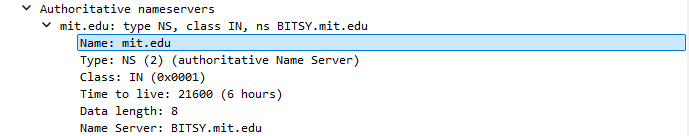 Authoritative nameservers
mit.edu: type NS, class IN, ns BITSY.mit.edu
Name: mit.edu
Type: NS (2) (authoritative Name Server)
Class: IN (0x0001)
Time to live: 21600 (6 hours)
Data length: 8
Name Server: BITSY.mit.edu